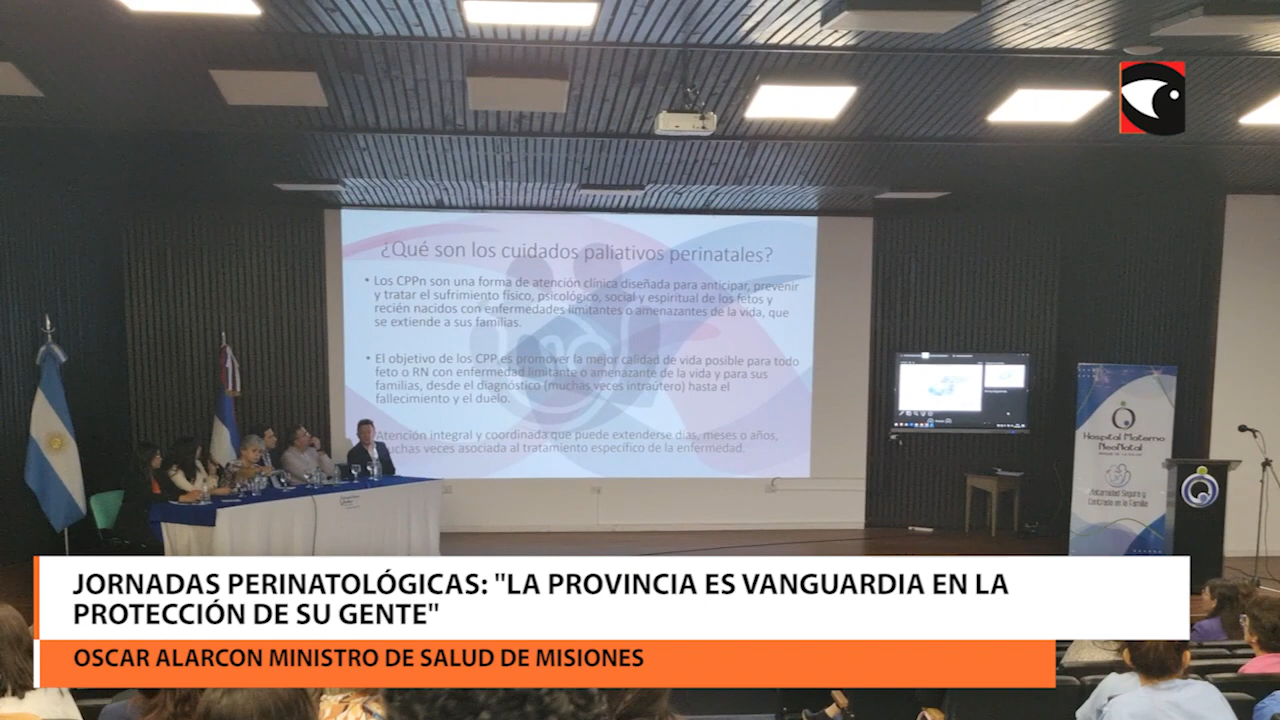 ¿Qué son los cuidados paliativos perinatales?
• Los CPPn son una forma de atención clínica diseñada para anticipar, prevenir
y tratar el sufrimiento físico, psicológico, social y espiritual de los fetos y
recién nacidos con enfermedades limitantes o amenazantes de la vida, que
se extiende a sus familias.
• El objetivo de los CPP es promover la mejor calidad de vida posible para todo
feto o RN con enfermedad limitante o amenazante de la vida y para sus
familias, desde el diagnóstico (muchas veces intraútero) hasta el
fallecimiento y el duelo.
Atención integral y coordinada que puede extenderse días, meses o años,
muchas veces asociada al tratamiento específico de la enfermedad.
Hospital Materno
NeoNatal
Maternidad Segura y
Centrada en la Familia
JORNADAS PERINATOLÓGICAS: "LA PROVINCIA ES VANGUARDIA EN LA
PROTECCIÓN DE SU GENTE"
OSCAR ALARCON MINISTRO DE SALUD DE MISIONES